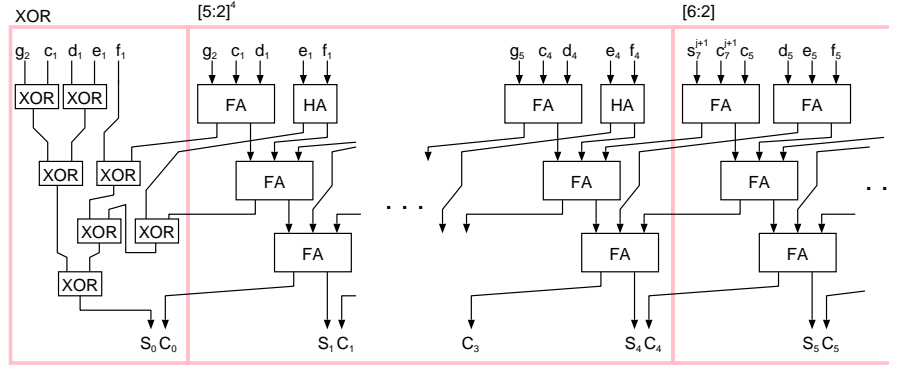 XOR [5:2]⁴ [6:2]
g₂ c₁ d₁ e₁ f₁ g₂ c₁ d₁ e₁ f₁ g₅ c₄ d₄ e₄ f₄ s₇ʲ⁺¹ c₇ʲ⁺¹ c₅ d₅ e₅ f₅
XOR XOR FA HA FA HA FA FA
XOR XOR FA FA FA
. . . . .
XOR XOR FA FA FA
XOR
S₀ C₀ S₁ C₁ C₃ S₄ C₄ S₅ C₅